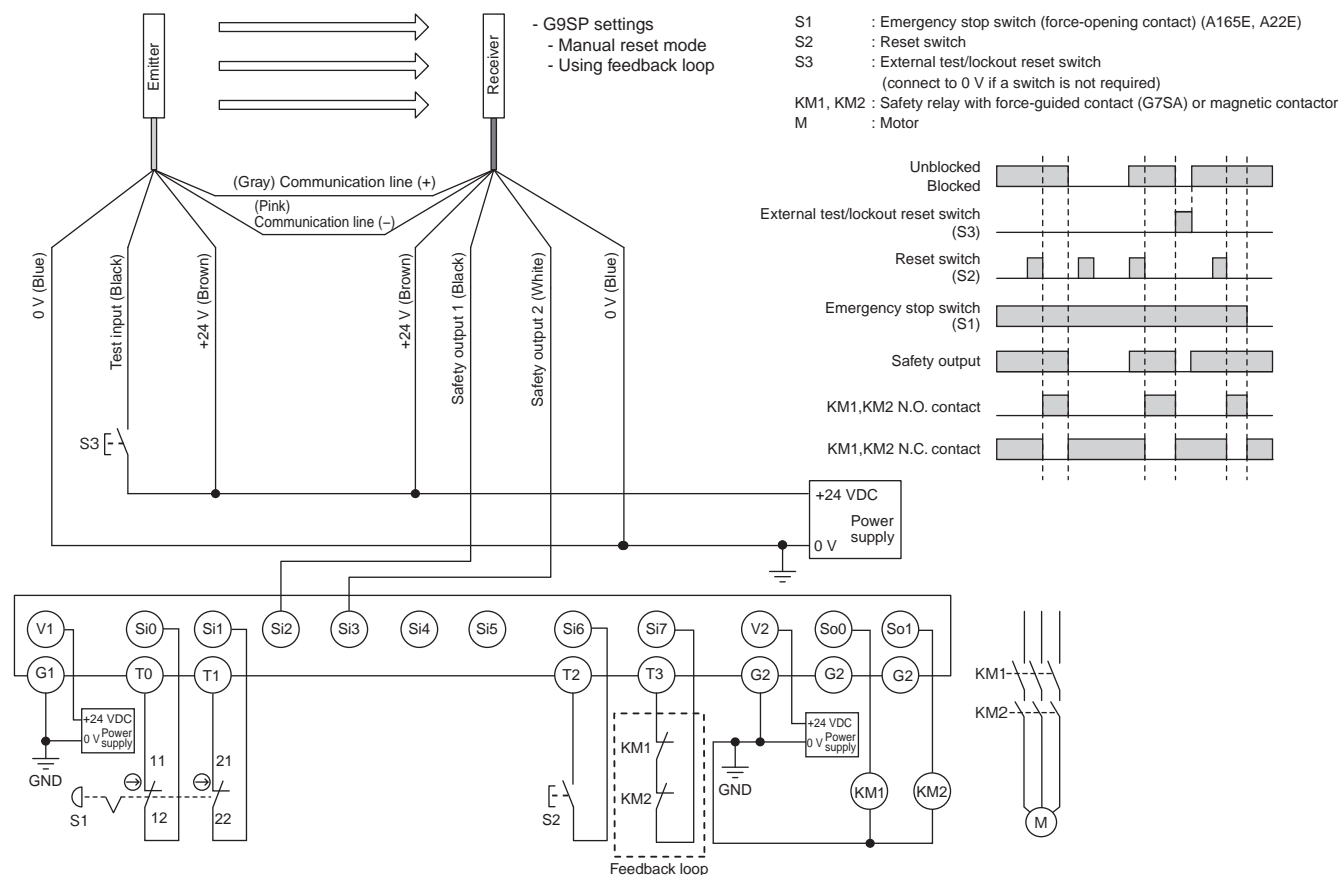 - G9SP settings
- Manual reset mode
- Using feedback loop
S1 : Emergency stop switch (force-opening contact) (A165E, A22E)
S2 : Reset switch
S3 : External test/lockout reset switch
(connect to 0 V if a switch is not required)
KM1, KM2 : Safety relay with force-guided contact (G7SA) or magnetic contactor
M : Motor
Emitter
Receiver
(Gray) Communication line (+)
(Pink)
Communication line (−)
0 V (Blue)
Test input (Black)
+24 V (Brown)
+24 V (Brown)
Safety output 1 (Black)
Safety output 2 (White)
0 V (Blue)
Unblocked
Blocked
External test/lockout reset switch
(S3)
Reset switch
(S2)
Emergency stop switch
(S1)
Safety output
KM1,KM2 N.O. contact
KM1,KM2 N.C. contact
S3
+24 VDC
Power
supply
0 V
V1
Si0
Si1
Si2
Si3
Si4
Si5
Si6
Si7
V2
So0
So1
G1
T0
T1
T2
T3
G2
G2
G2
+24 VDC
0 V Power
supply
GND
11
21
12
22
S1
S2
KM1
KM2
Feedback loop
+24 VDC
0 V Power
supply
GND
KM1
KM2
KM1
KM2
M